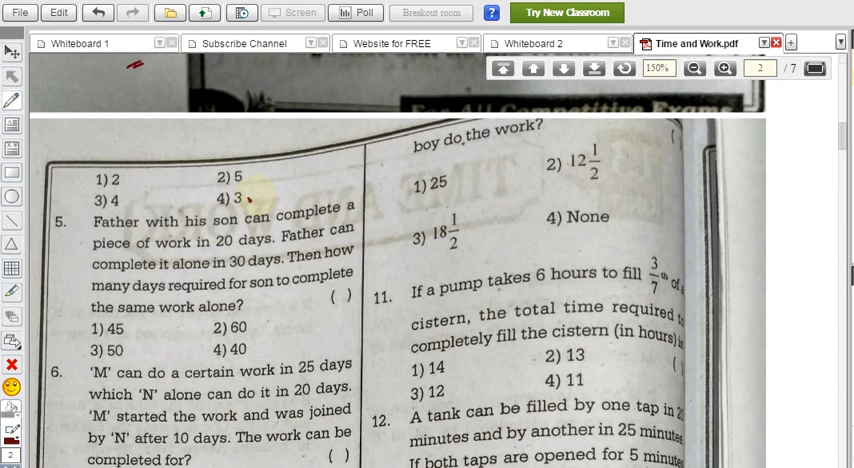 File
Edit
Screen
Poll
Breakout room
?
Try New Classroom
Whiteboard 1
Subscribe Channel
Website for FREE
Whiteboard 2
Time and Work.pdf
150%
2
/ 7
For All Competitive Exams
1) 2 2) 5
3) 4 4) 3
5. Father with his son can complete a
piece of work in 20 days. Father can
complete it alone in 30 days. Then how
many days required for son to complete
the same work alone? ( )
1) 45 2) 60
3) 50 4) 40
6. 'M' can do a certain work in 25 days
which 'N' alone can do it in 20 days.
'M' started the work and was joined
by 'N' after 10 days. The work can be
completed for? ( )
boy do the work? (
1) 25 2) 12 1/2
3) 18 1/2 4) None
11. If a pump takes 6 hours to fill 3/7 th of
cistern, the total time required to
completely fill the cistern (in hours) is
1) 14 2) 13 ( )
3) 12 4) 11
12. A tank can be filled by one tap in
minutes and by another in 25 minutes
If both taps are opened for 5 minutes
2